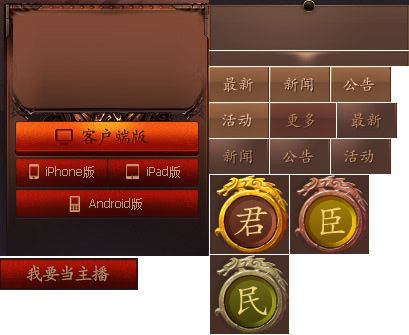 客户端版
iPhone版 iPad版
Android版
我要当主播
最新 新闻 公告
活动 更多 最新
新闻 公告 活动
君 臣
民